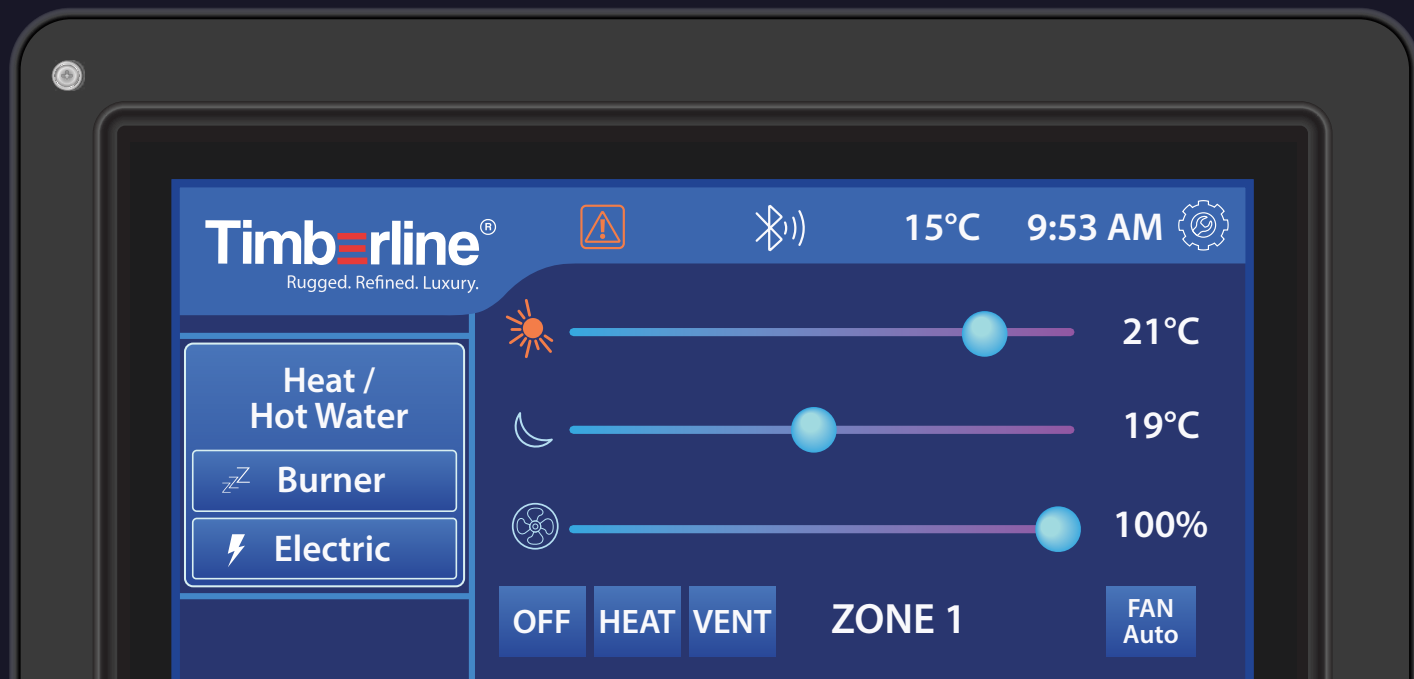 Timberline®
Rugged. Refined. Luxury.
15°C 9:53 AM
21°C
Heat /
Hot Water
19°C
zzz Burner
100%
Electric
OFF HEAT VENT ZONE 1 FAN
Auto